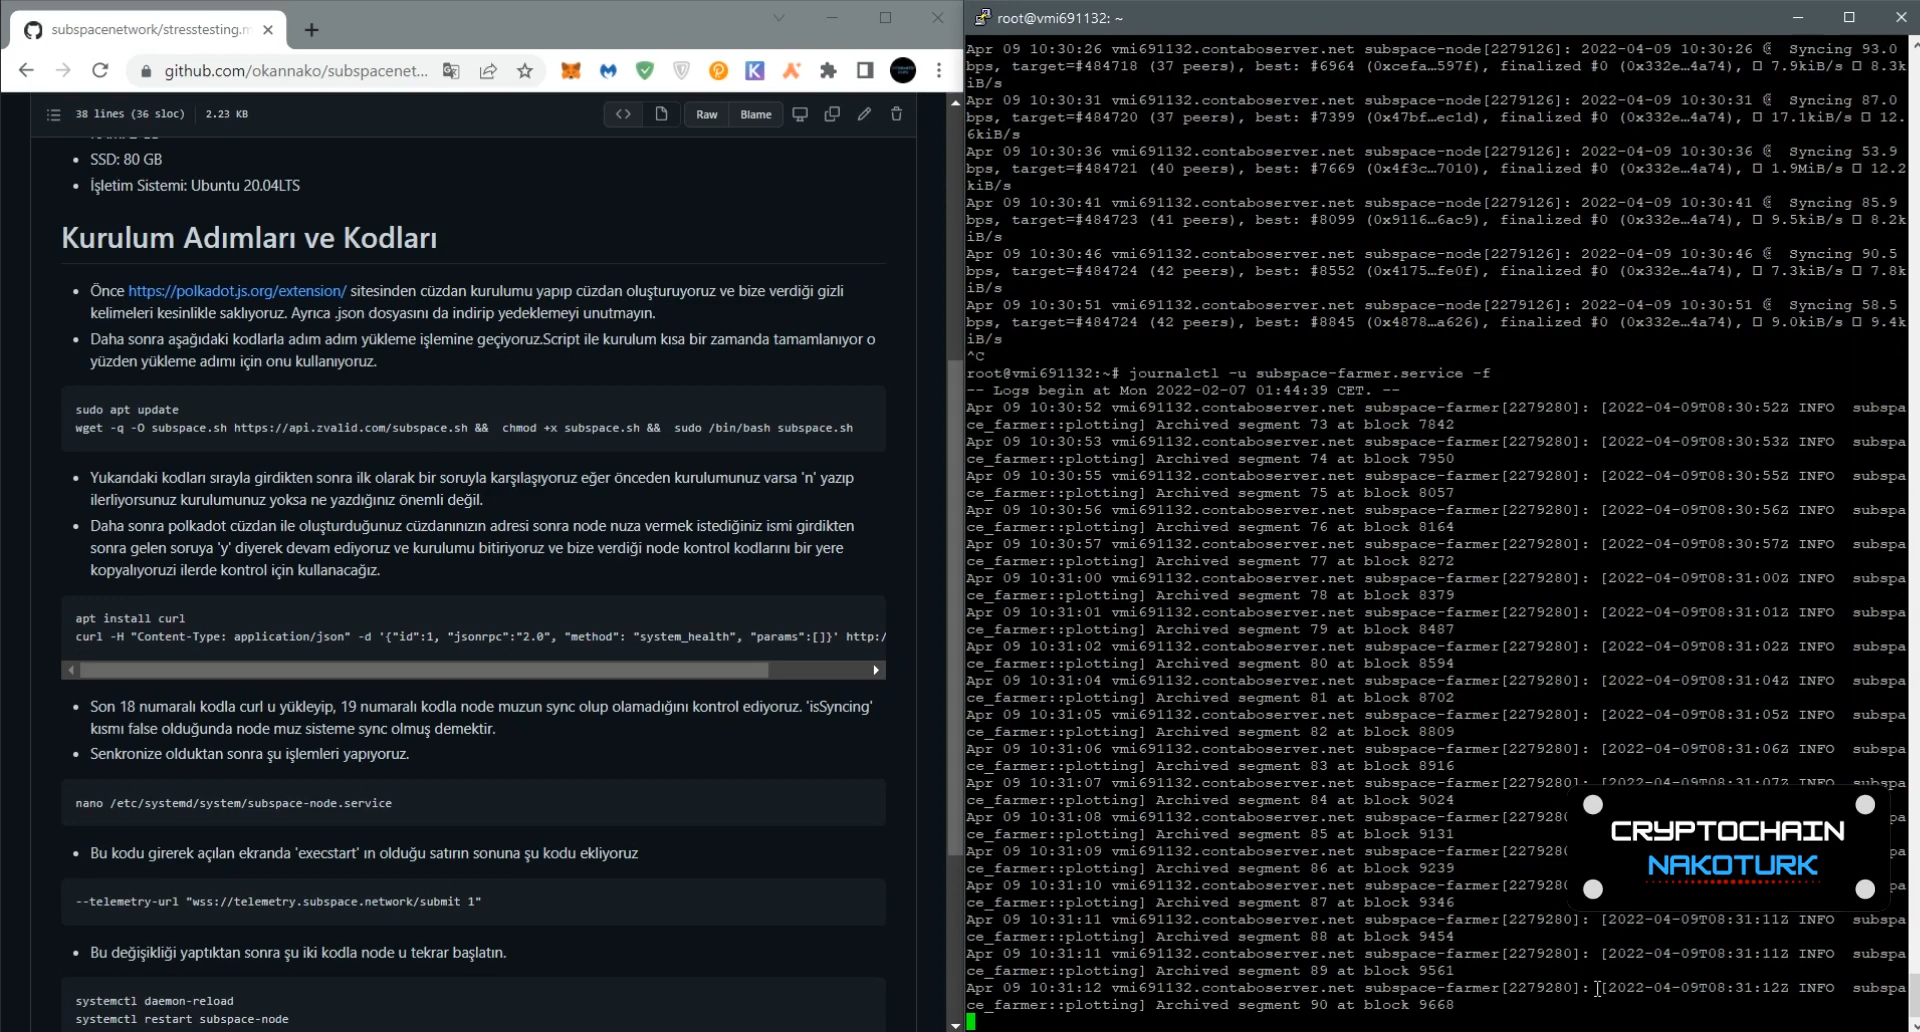 subspacenetwork/stresstesting.m
github.com/okannako/subspacenet...
38 lines (36 sloc)
2.23 KB
Raw
Blame
SSD: 80 GB
İşletim Sistemi: Ubuntu 20.04LTS
Kurulum Adımları ve Kodları
Önce https://polkadot.js.org/extension/ sitesinden cüzdan kurulumu yapıp cüzdan oluşturuyoruz ve bize verdiği gizli
kelimeleri kesinlikle saklıyoruz. Ayrıca .json dosyasını da indirip yedeklemeyi unutmayın.
Daha sonra aşağıdaki kodlarla adım adım yükleme işlemine geçiyoruz.Script ile kurulum kısa bir zamanda tamamlanıyor o
yüzden yükleme adımı için onu kullanıyoruz.
sudo apt update
wget -q -O subspace.sh https://api.zvalid.com/subspace.sh && chmod +x subspace.sh && sudo /bin/bash subspace.sh
Yukarıdaki kodları sırayla girdikten sonra ilk olarak bir soruyla karşılaşıyoruz eğer önceden kurulumunuz varsa 'n' yazıp
ilerliyorsunuz kurulumunuz yoksa ne yazdığınız önemli değil.
Daha sonra polkadot cüzdan ile oluşturduğunuz cüzdanınızın adresi sonra node nuza vermek istediğiniz ismi girdikten
sonra gelen soruya 'y' diyerek devam ediyoruz ve kurulumu bitiriyoruz ve bize verdiği node kontrol kodlarını bir yere
kopyalıyoruzi ilerde kontrol için kullanacağız.
apt install curl
curl -H "Content-Type: application/json" -d '{"id":1, "jsonrpc":"2.0", "method": "system_health", "params":[]}' http:/
Son 18 numaralı kodla curl u yükleyip, 19 numaralı kodla node muzun sync olup olamadığını kontrol ediyoruz. 'isSyncing'
kısmı false olduğunda node muz sisteme sync olmuş demektir.
Senkronize olduktan sonra şu işlemleri yapıyoruz.
nano /etc/systemd/system/subspace-node.service
Bu kodu girerek açılan ekranda 'execstart' ın olduğu satırın sonuna şu kodu ekliyoruz
--telemetry-url "wss://telemetry.subspace.network/submit 1"
Bu değişikliği yaptıktan sonra şu iki kodla node u tekrar başlatın.
systemctl daemon-reload
systemctl restart subspace-node
root@vmi691132: ~
Apr 09 10:30:26 vmi691132.contaboserver.net subspace-node[2279126]: 2022-04-09 10:30:26 Syncing 93.0
bps, target=#484718 (37 peers), best: #6964 (0xcefa…597f), finalized #0 (0x332e…4a74), 7.9kiB/s 8.3k
iB/s
Apr 09 10:30:31 vmi691132.contaboserver.net subspace-node[2279126]: 2022-04-09 10:30:31 Syncing 87.0
bps, target=#484720 (37 peers), best: #7399 (0x47bf…ec1d), finalized #0 (0x332e…4a74), 17.1kiB/s 12.
6kiB/s
Apr 09 10:30:36 vmi691132.contaboserver.net subspace-node[2279126]: 2022-04-09 10:30:36 Syncing 53.9
bps, target=#484721 (40 peers), best: #7669 (0x4f3c…7010), finalized #0 (0x332e…4a74), 1.9MiB/s 12.2
kiB/s
Apr 09 10:30:41 vmi691132.contaboserver.net subspace-node[2279126]: 2022-04-09 10:30:41 Syncing 85.9
bps, target=#484723 (41 peers), best: #8099 (0x9116…6ac9), finalized #0 (0x332e…4a74), 9.5kiB/s 8.2k
iB/s
Apr 09 10:30:46 vmi691132.contaboserver.net subspace-node[2279126]: 2022-04-09 10:30:46 Syncing 90.5
bps, target=#484724 (42 peers), best: #8552 (0x4175…fe0f), finalized #0 (0x332e…4a74), 7.3kiB/s 7.8k
iB/s
Apr 09 10:30:51 vmi691132.contaboserver.net subspace-node[2279126]: 2022-04-09 10:30:51 Syncing 58.5
bps, target=#484724 (42 peers), best: #8845 (0x4878…a626), finalized #0 (0x332e…4a74), 9.0kiB/s 9.4k
iB/s
^C
root@vmi691132:~# journalctl -u subspace-farmer.service -f
-- Logs begin at Mon 2022-02-07 01:44:39 CET. --
Apr 09 10:30:52 vmi691132.contaboserver.net subspace-farmer[2279280]: [2022-04-09T08:30:52Z INFO subspa
ce_farmer::plotting] Archived segment 73 at block 7842
Apr 09 10:30:53 vmi691132.contaboserver.net subspace-farmer[2279280]: [2022-04-09T08:30:53Z INFO subspa
ce_farmer::plotting] Archived segment 74 at block 7950
Apr 09 10:30:55 vmi691132.contaboserver.net subspace-farmer[2279280]: [2022-04-09T08:30:55Z INFO subspa
ce_farmer::plotting] Archived segment 75 at block 8057
Apr 09 10:30:56 vmi691132.contaboserver.net subspace-farmer[2279280]: [2022-04-09T08:30:56Z INFO subspa
ce_farmer::plotting] Archived segment 76 at block 8164
Apr 09 10:30:57 vmi691132.contaboserver.net subspace-farmer[2279280]: [2022-04-09T08:30:57Z INFO subspa
ce_farmer::plotting] Archived segment 77 at block 8272
Apr 09 10:31:00 vmi691132.contaboserver.net subspace-farmer[2279280]: [2022-04-09T08:31:00Z INFO subspa
ce_farmer::plotting] Archived segment 78 at block 8379
Apr 09 10:31:01 vmi691132.contaboserver.net subspace-farmer[2279280]: [2022-04-09T08:31:01Z INFO subspa
ce_farmer::plotting] Archived segment 79 at block 8487
Apr 09 10:31:02 vmi691132.contaboserver.net subspace-farmer[2279280]: [2022-04-09T08:31:02Z INFO subspa
ce_farmer::plotting] Archived segment 80 at block 8594
Apr 09 10:31:04 vmi691132.contaboserver.net subspace-farmer[2279280]: [2022-04-09T08:31:04Z INFO subspa
ce_farmer::plotting] Archived segment 81 at block 8702
Apr 09 10:31:05 vmi691132.contaboserver.net subspace-farmer[2279280]: [2022-04-09T08:31:05Z INFO subspa
ce_farmer::plotting] Archived segment 82 at block 8809
Apr 09 10:31:06 vmi691132.contaboserver.net subspace-farmer[2279280]: [2022-04-09T08:31:06Z INFO subspa
ce_farmer::plotting] Archived segment 83 at block 8916
Apr 09 10:31:07 vmi691132.contaboserver.net subspace-farmer[2279280]: [2022-04-09T08:31:07Z INFO subspa
ce_farmer::plotting] Archived segment 84 at block 9024
Apr 09 10:31:08 vmi691132.contaboserver.net subspace-farmer[2279280
ce_farmer::plotting] Archived segment 85 at block 9131
Apr 09 10:31:09 vmi691132.contaboserver.net subspace-farmer[2279280
ce_farmer::plotting] Archived segment 86 at block 9239
Apr 09 10:31:10 vmi691132.contaboserver.net subspace-farmer[2279280
ce_farmer::plotting] Archived segment 87 at block 9346
Apr 09 10:31:11 vmi691132.contaboserver.net subspace-farmer[2279280]: [2022-04-09T08:31:11Z INFO subspa
ce_farmer::plotting] Archived segment 88 at block 9454
Apr 09 10:31:11 vmi691132.contaboserver.net subspace-farmer[2279280]: [2022-04-09T08:31:11Z INFO subspa
ce_farmer::plotting] Archived segment 89 at block 9561
Apr 09 10:31:12 vmi691132.contaboserver.net subspace-farmer[2279280]: [2022-04-09T08:31:12Z INFO subspa
ce_farmer::plotting] Archived segment 90 at block 9668
CRYPTOCHAIN
NAKOTURK